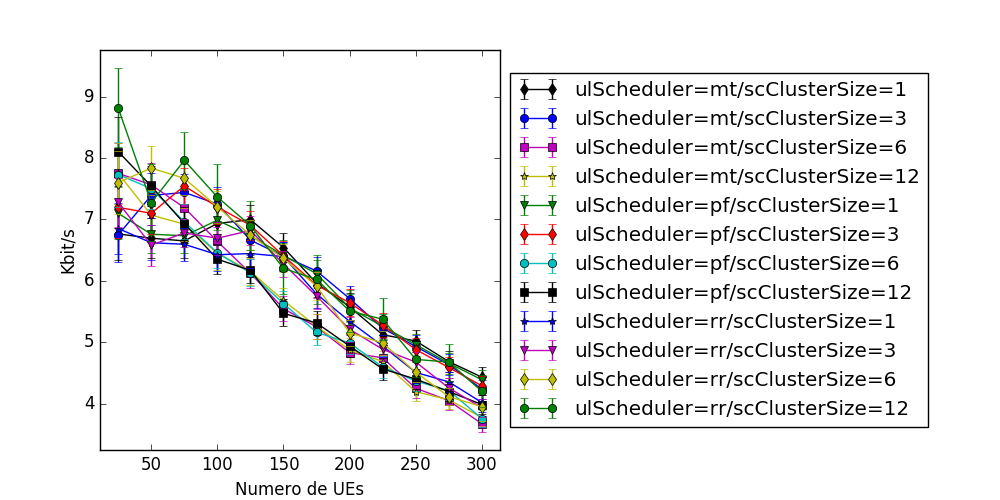 9
8
7
6
5
4
Kbit/s
50 100 150 200 250 300
Numero de UEs
ulScheduler=mt/scClusterSize=1
ulScheduler=mt/scClusterSize=3
ulScheduler=mt/scClusterSize=6
ulScheduler=mt/scClusterSize=12
ulScheduler=pf/scClusterSize=1
ulScheduler=pf/scClusterSize=3
ulScheduler=pf/scClusterSize=6
ulScheduler=pf/scClusterSize=12
ulScheduler=rr/scClusterSize=1
ulScheduler=rr/scClusterSize=3
ulScheduler=rr/scClusterSize=6
ulScheduler=rr/scClusterSize=12